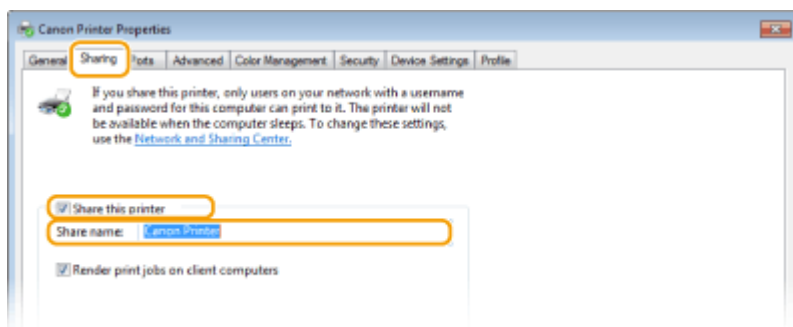 Canon Printer Properties
General Sharing Ports Advanced Color Management Security Device Settings Profile
If you share this printer, only users on your network with a username
and password for this computer can print to it. The printer will not
be available when the computer sleeps. To change these settings,
use the Network and Sharing Center.
Share this printer
Share name: Canon Printer
Render print jobs on client computers